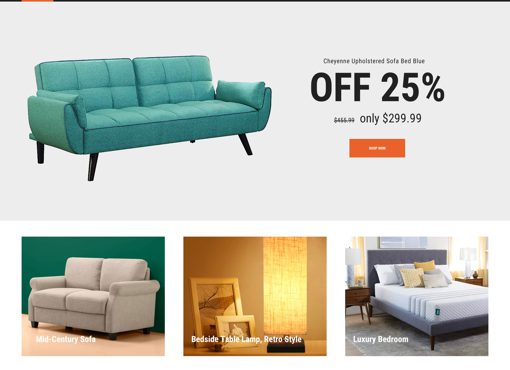 Cheyenne Upholstered Sofa Bed Blue
OFF 25%
$455.99 only $299.99
SHOP NOW
Mid-Century Sofa
Bedside Table Lamp, Retro Style
Luxury Bedroom